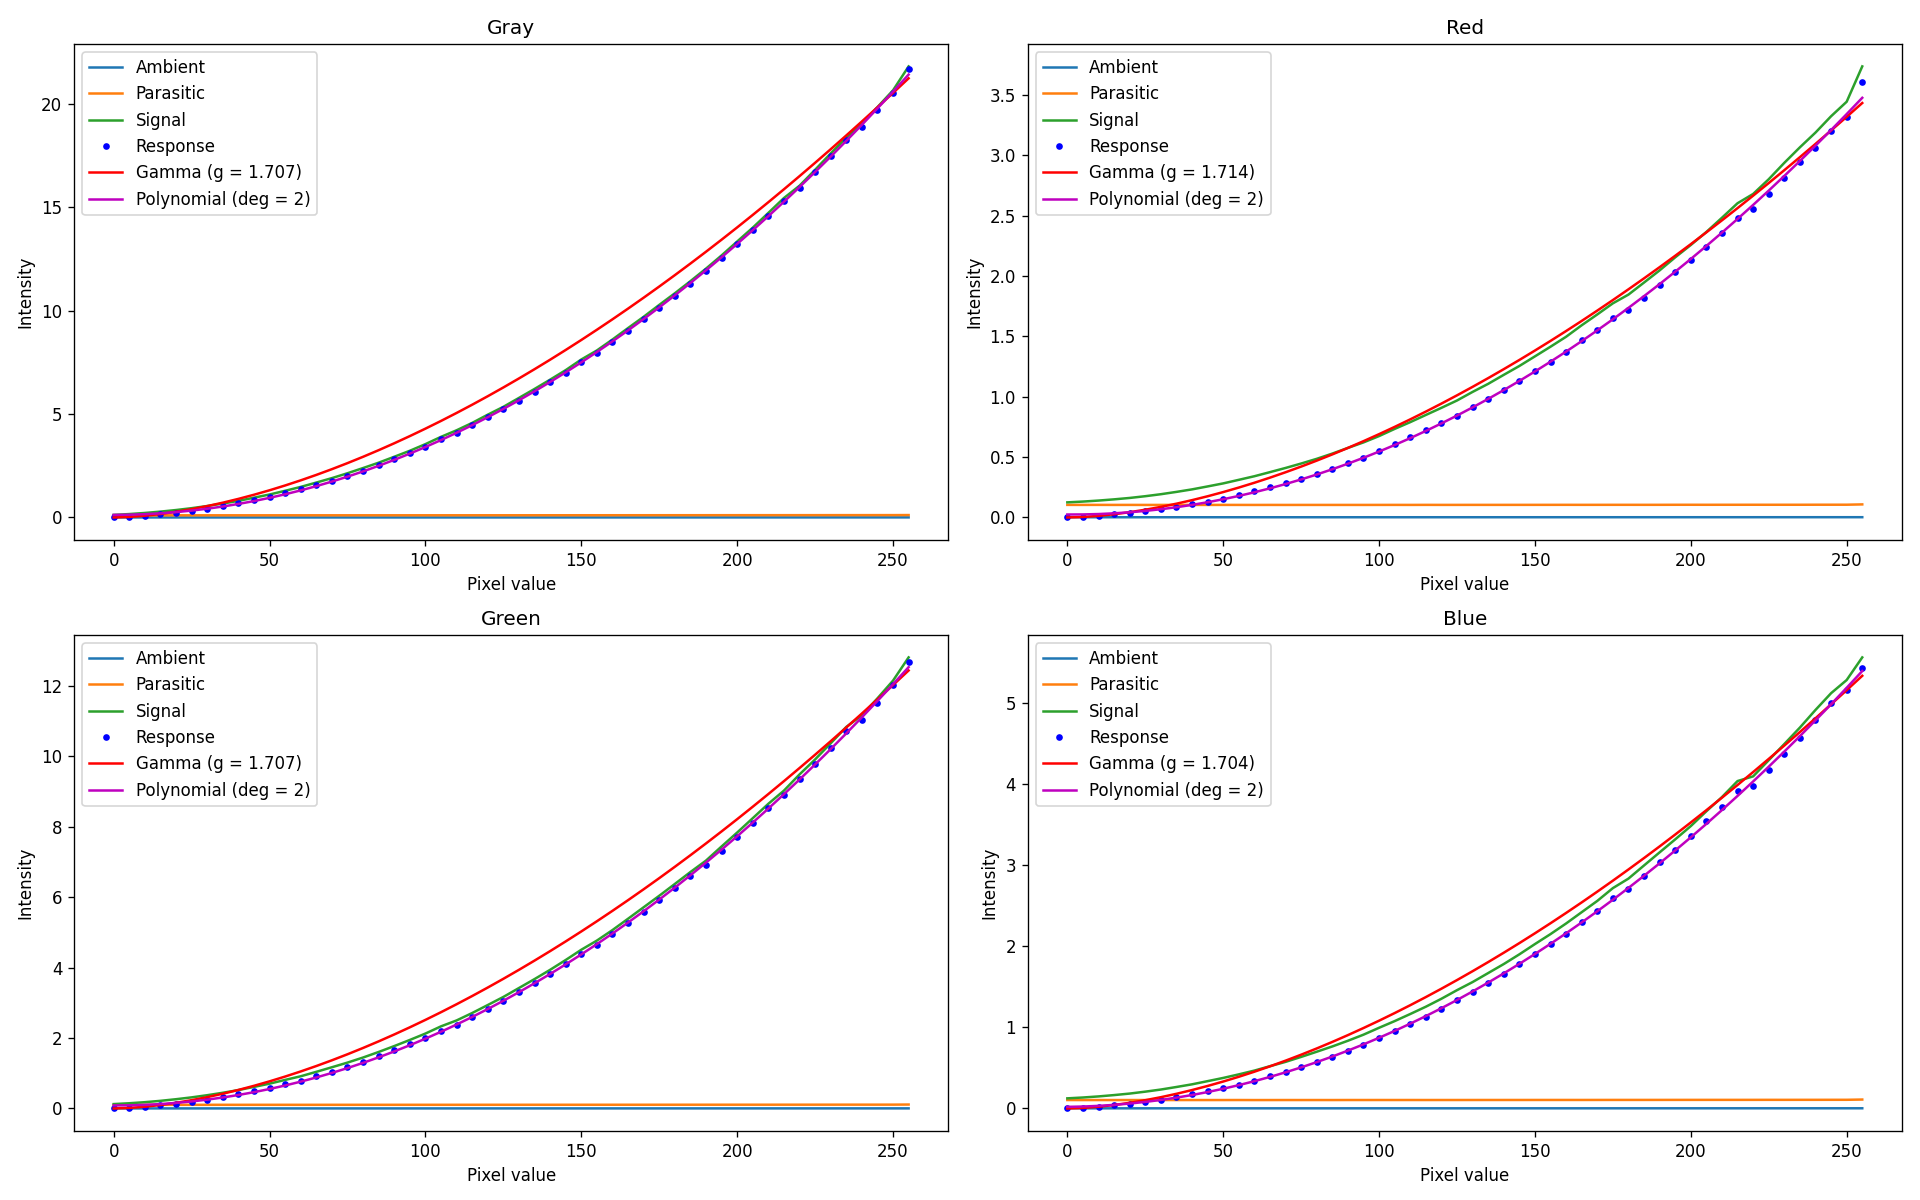 Gray
Ambient
Parasitic
Signal
Response
Gamma (g = 1.707)
Polynomial (deg = 2)
20
15
10
5
0
Intensity
0 50 100 150 200 250
Pixel value
Red
Ambient
Parasitic
Signal
Response
Gamma (g = 1.714)
Polynomial (deg = 2)
3.5
3.0
2.5
2.0
1.5
1.0
0.5
0.0
Intensity
0 50 100 150 200 250
Pixel value
Green
Ambient
Parasitic
Signal
Response
Gamma (g = 1.707)
Polynomial (deg = 2)
12
10
8
6
4
2
0
Intensity
0 50 100 150 200 250
Pixel value
Blue
Ambient
Parasitic
Signal
Response
Gamma (g = 1.704)
Polynomial (deg = 2)
5
4
3
2
1
0
Intensity
0 50 100 150 200 250
Pixel value